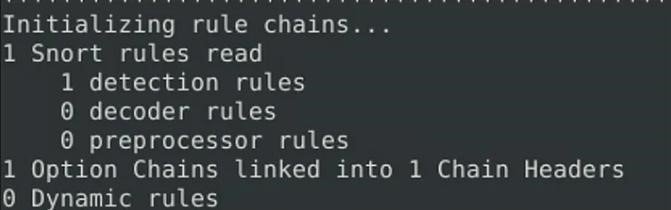 Initializing rule chains...
1 Snort rules read
    1 detection rules
    0 decoder rules
    0 preprocessor rules
1 Option Chains linked into 1 Chain Headers
0 Dynamic rules